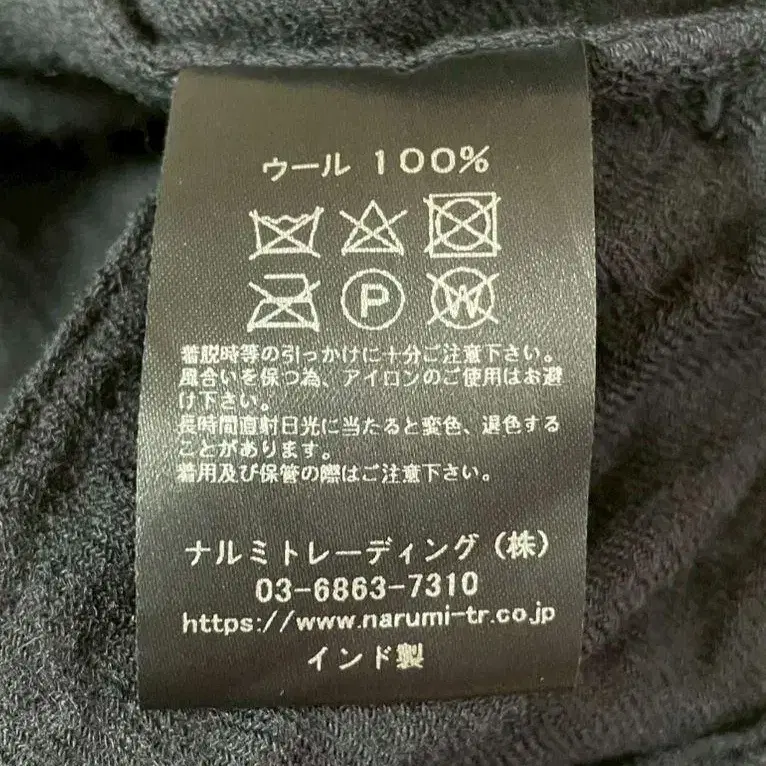 ウール 100%
P
W
着脱時等の引っかけに十分ご注意下さい。
風合いを保つ為、アイロンのご使用はお避
け下さい。
長時間直射日光に当たると変色、退色する
ことがあります。
着用及び保管の際はご注意下さい。
ナルミトレーディング（株）
03-6863-7310
https://www.narumi-tr.co.jp
インド製